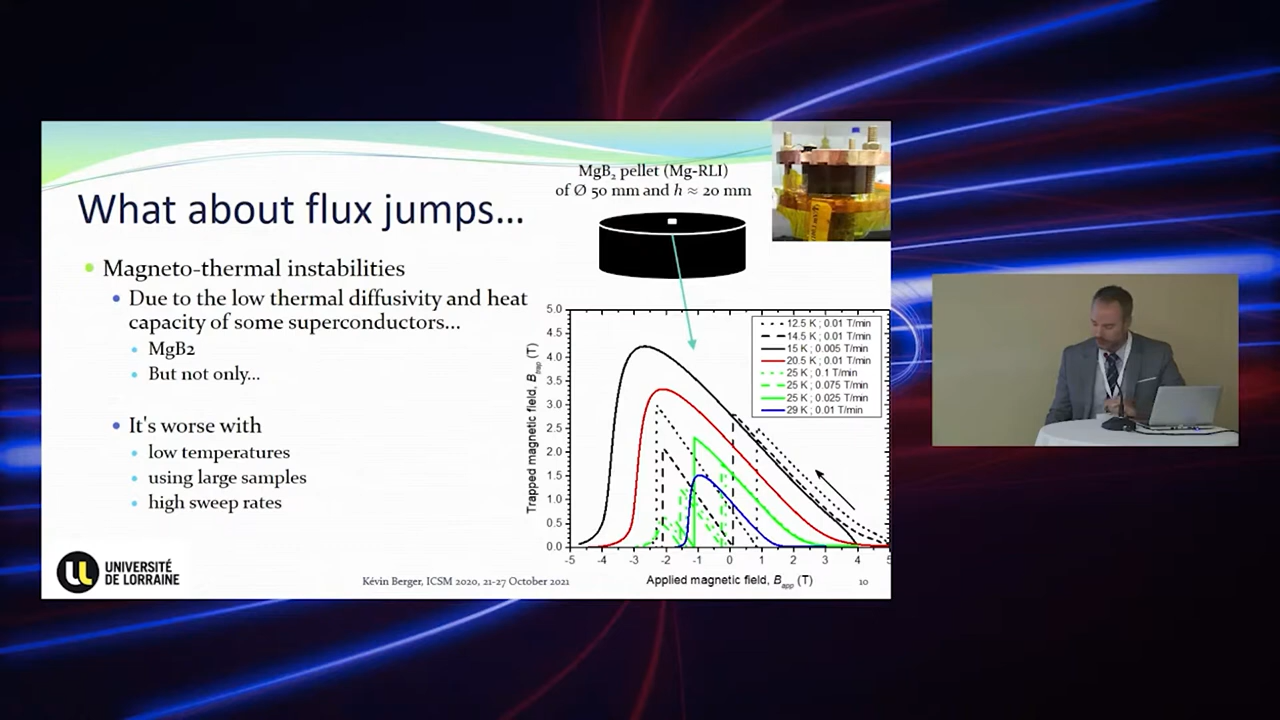 MgB2 pellet (Mg-RLI)
of Ø 50 mm and h ≈ 20 mm
What about flux jumps...
Magneto-thermal instabilities
Due to the low thermal diffusivity and heat
capacity of some superconductors...
MgB2
But not only...
It's worse with
low temperatures
using large samples
high sweep rates
5.0
4.5
4.0
3.5
3.0
2.5
2.0
1.5
1.0
0.5
0.0
Trapped magnetic field, Btrap (T)
12.5 K ; 0.01 T/min
14.5 K ; 0.01 T/min
15 K ; 0.005 T/min
20.5 K ; 0.01 T/min
25 K ; 0.1 T/min
25 K ; 0.075 T/min
25 K ; 0.025 T/min
29 K ; 0.01 T/min
-5 -4 -3 -2 -1 0 1 2 3 4 5
Applied magnetic field, Bapp (T)
UNIVERSITÉ
DE LORRAINE
Kévin Berger, ICSM 2020, 21-27 October 2021
10